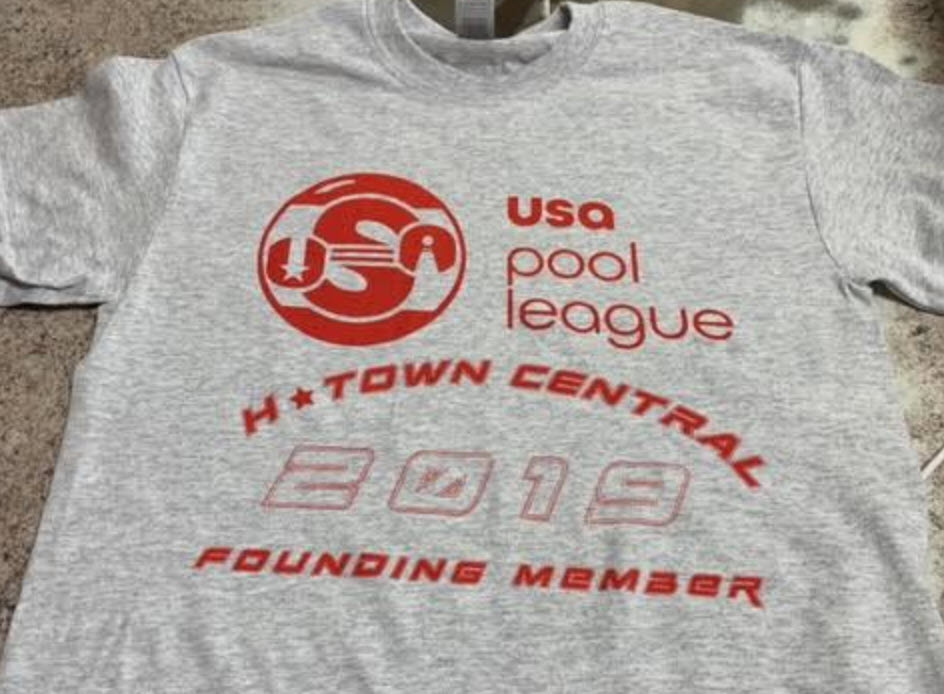 USA
usa
pool
league
H★TOWN CENTRAL
2019
FOUNDING MEMBER